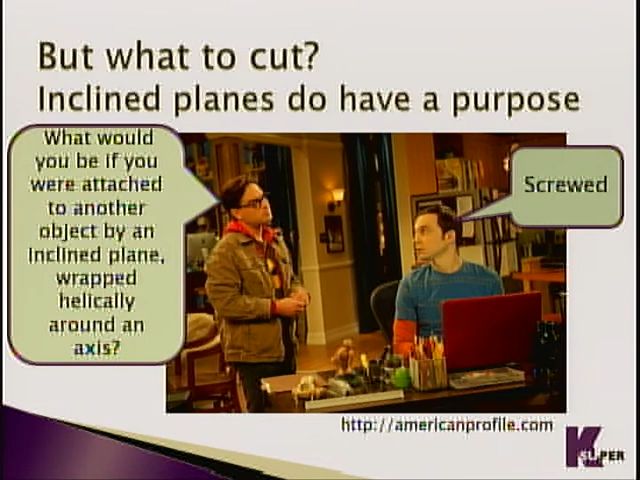 But what to cut?
Inclined planes do have a purpose
What would
you be if you
were attached
to another
object by an
inclined plane,
wrapped
helically
around an
axis?
Screwed
http://americanprofile.com
K
SUPER